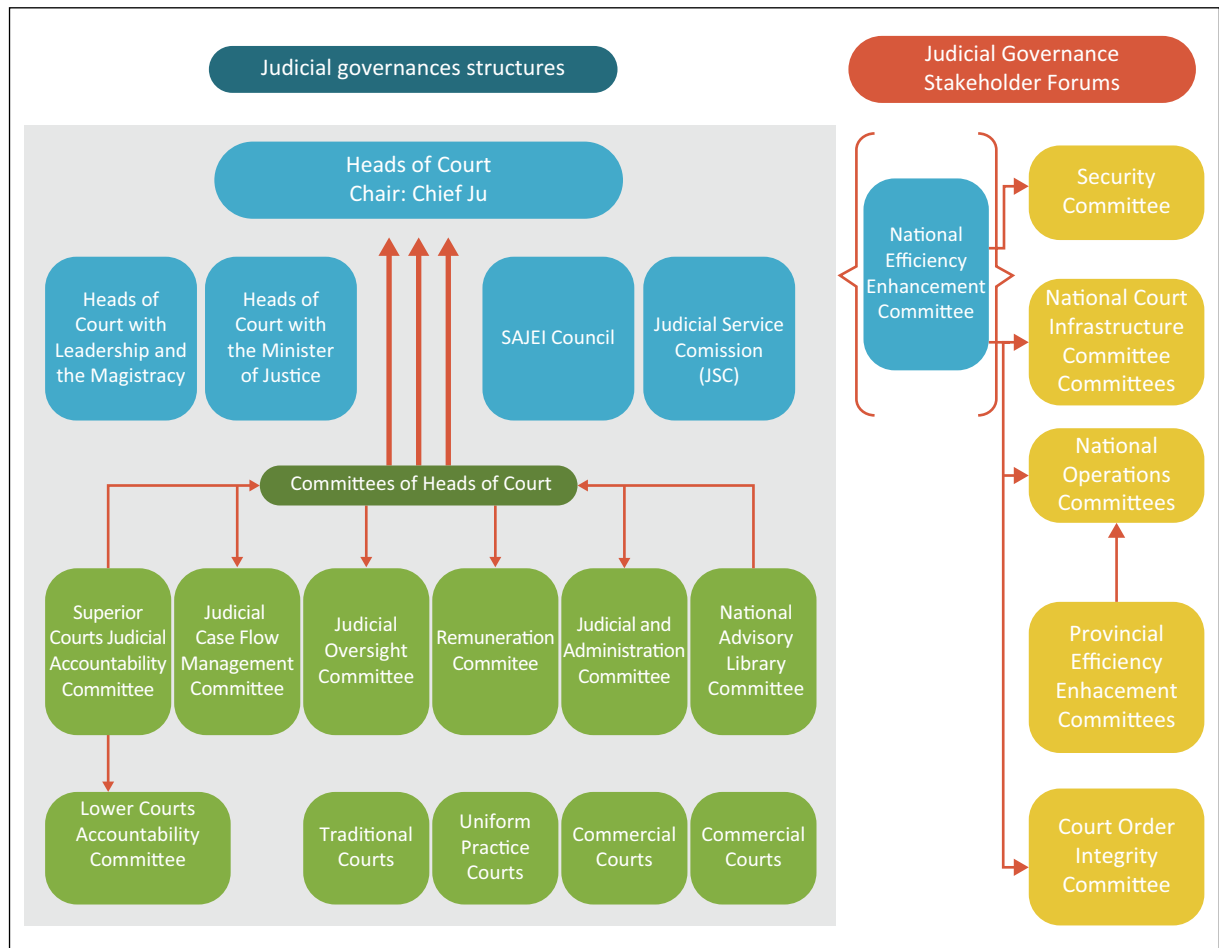 Judicial governances structures
Judicial Governance
Stakeholder Forums
Heads of Court
Chair: Chief Ju
Heads of
Court with
Leadership and
the Magistracy
Heads of
Court with
the Minister
of Justice
SAJEI Council
Judicial Service
Comission
(JSC)
National
Efficiency
Enhancement
Committee
Security
Committee
National Court
Infrastructure
Committee
Committees
National
Operations
Committees
Provincial
Efficiency
Enhacement
Committees
Court Order
Integrity
Committee
Committees of Heads of Court
Superior
Courts Judicial
Accountability
Committee
Judicial
Case Flow
Management
Committee
Judicial
Oversight
Committee
Remuneration
Commitee
Judicial and
Administration
Committee
National
Advisory
Library
Committee
Lower Courts
Accountability
Committee
Traditional
Courts
Uniform
Practice
Courts
Commercial
Courts
Commercial
Courts